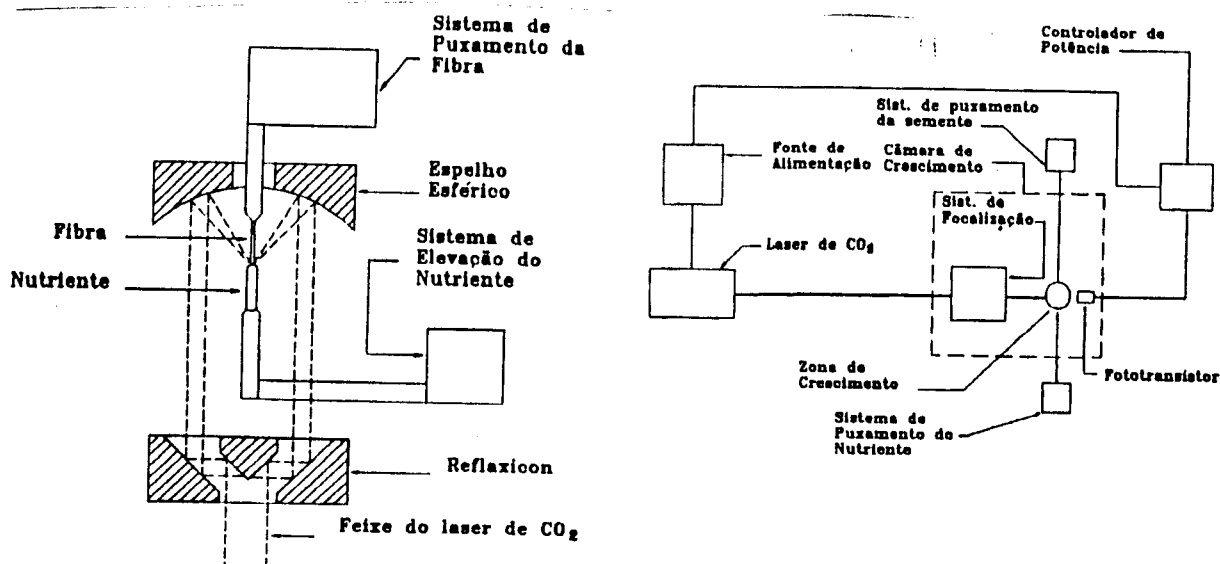 Sistema de
Puxamento da
Fibra
Espelho
Esférico
Fibra
Nutriente
Sistema de
Elevação do
Nutriente
Reflaxicon
Feixe do laser de CO₂
Controlador de
Potência
Sist. de puxamento
da semente
Fonte de
Alimentação
Câmara de
Crescimento
Sist. de
Focalização
Laser de CO₂
Zona de
Crescimento
Fototransistor
Sistema de
Puxamento do
Nutriente